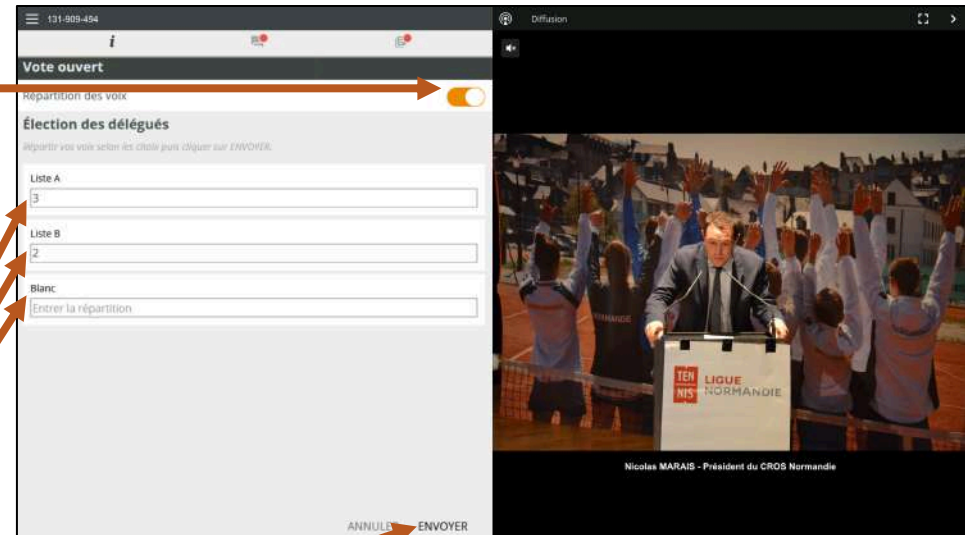 131-909-454
Diffusion
i
Vote ouvert
Répartition des voix
Élection des délégués
Répartir vos voix selon les choix puis cliquer sur ENVOYER.
Liste A
3
Liste B
2
Blanc
Entrer la répartition
NORMANDIE
TEN
NIS
LIGUE
NORMANDIE
Nicolas MARAIS - Président du CROS Normandie
ANNULER ENVOYER